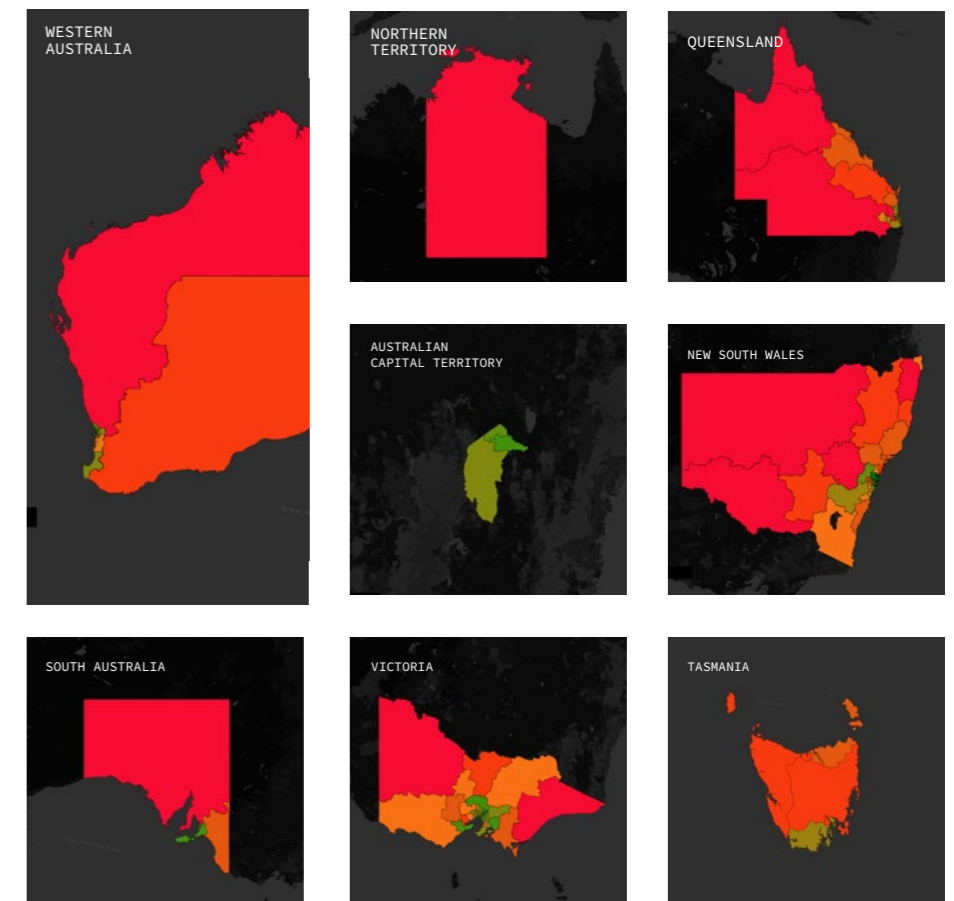 WESTERN
AUSTRALIA
NORTHERN
TERRITORY
QUEENSLAND
AUSTRALIAN
CAPITAL TERRITORY
NEW SOUTH WALES
SOUTH AUSTRALIA
VICTORIA
TASMANIA